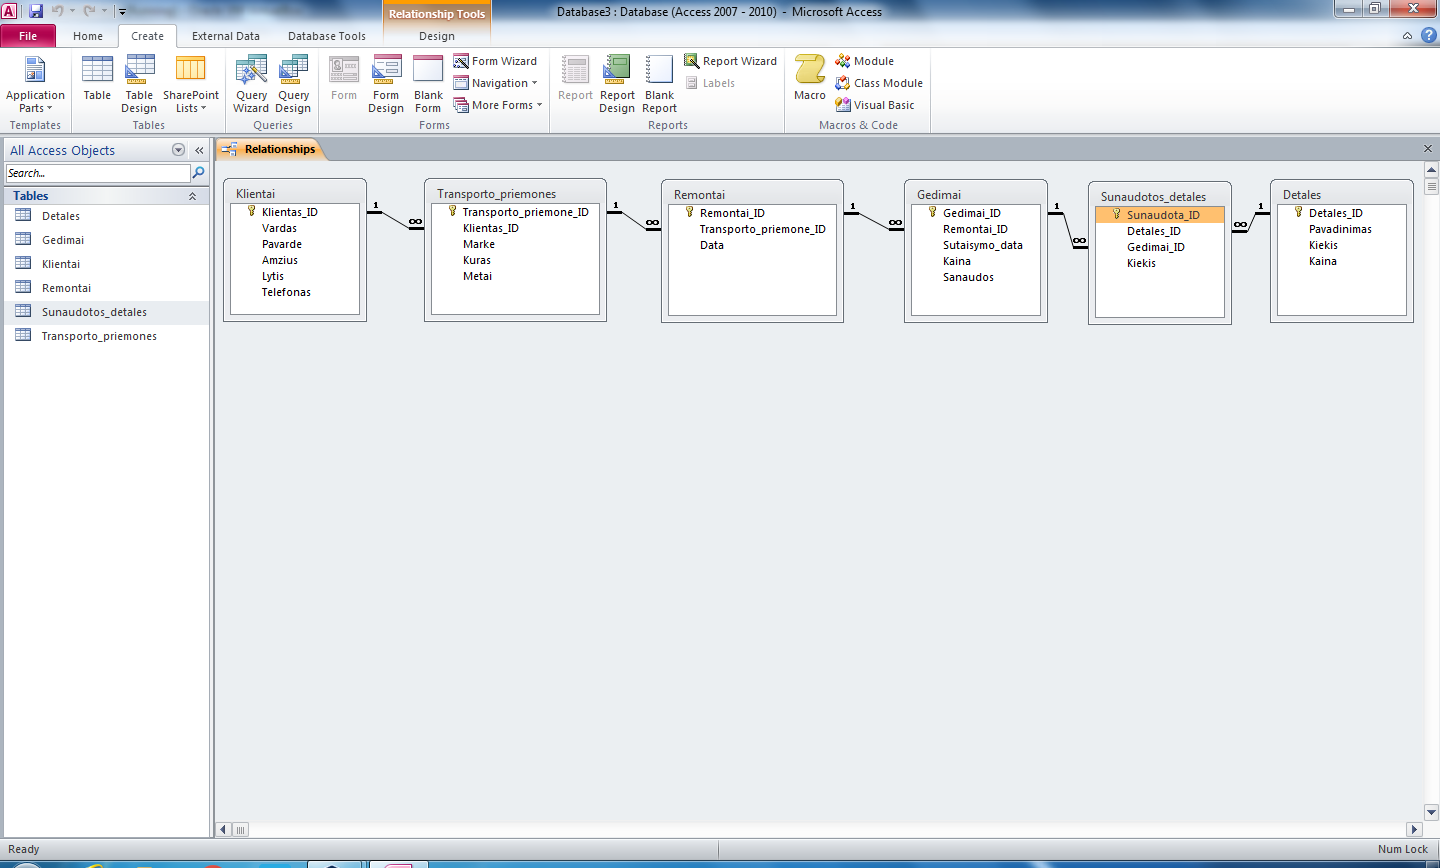 Relationship Tools
Database3 : Database (Access 2007 - 2010) - Microsoft Access
File Home Create External Data Database Tools Design
Application Parts
Table
Table Design
SharePoint Lists
Query Wizard
Query Design
Form
Form Design
Blank Form
Form Wizard
Navigation
More Forms
Report
Report Design
Blank Report
Report Wizard
Labels
Macro
Module
Class Module
Visual Basic
Templates
Tables
Queries
Forms
Reports
Macros & Code
All Access Objects
Search...
Tables
Detales
Gedimai
Klientai
Remontai
Sunaudotos_detales
Transporto_priemones
Relationships
Klientai
Klientas_ID
Vardas
Pavarde
Amzius
Lytis
Telefonas
1 ∞
Transporto_priemones
Transporto_priemone_ID
Klientas_ID
Marke
Kuras
Metai
1 ∞
Remontai
Remontai_ID
Transporto_priemone_ID
Data
1 ∞
Gedimai
Gedimai_ID
Remontai_ID
Sutaisymo_data
Kaina
Sanaudos
1 ∞
Sunaudotos_detales
Sunaudota_ID
Detales_ID
Gedimai_ID
Kiekis
∞ 1
Detales
Detales_ID
Pavadinimas
Kiekis
Kaina
Ready
Num Lock